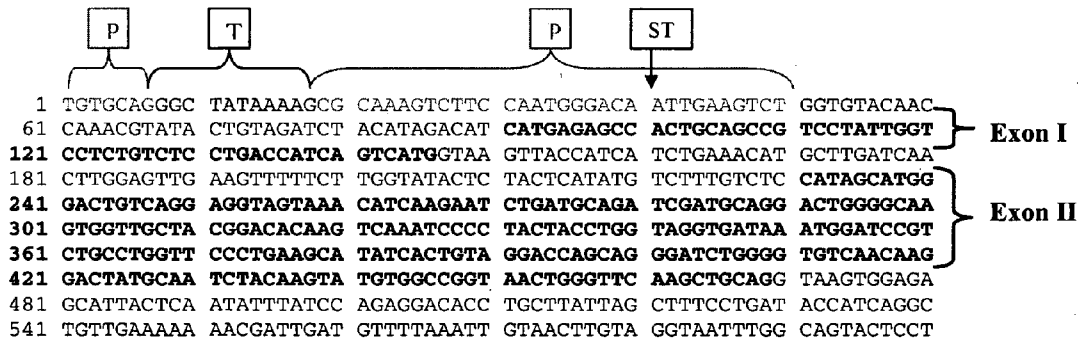 P T P ST
1 TGTGCAGGGC TATAAAAGCG CAAAGTCTTC CAATGGGACA ATTGAAGTCT GGTGTACAAC
61 CAAACGTATA CTGTAGATCT ACATAGACAT CATGAGAGCC ACTGCAGCCG TCCTATTGGT
Exon I
121 CCTCTGTCTC CTGACCATCA GTCATGGTAA GTTACCATCA TCTGAAACAT GCTTGATCAA
181 CTTGGAGTTG AAGTTTTTCT TGGTATACTC TACTCATATG TCTTTGTCTC CATAGCATGG
241 GACTGTCAGG AGGTAGTAAA CATCAAGAAT CTGATGCAGA TCGATGCAGG ACTGGGGCAA
Exon II
301 GTGGTTGCTA CGGACACAAG TCAAATCCCC TACTACCTGG TAGGTGATAA ATGGATCCGT
361 CTGCCTGGTT CCCTGAAGCA TATCACTGTA GGACCAGCAG GGATCTGGGG TGTCAACAAG
421 GACTATGCAA TCTACAAGTA TGTGGCCGGT AACTGGGTTC AAGCTGCAGG TAAGTGGAGA
481 GCATTACTCA ATATTTATCC AGAGGACACC TGCTTATTAG CTTTCCTGAT ACCATCAGGC
541 TGTTGAAAAA AACGATTGAT GTTTTAAATT GTAACTTGTA GGTAATTTGG CAGTACTCCT